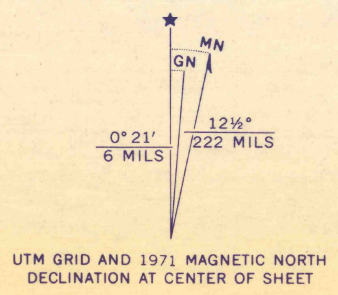 ★
MN
GN
0° 21′
6 MILS
12½°
222 MILS
UTM GRID AND 1971 MAGNETIC NORTH
DECLINATION AT CENTER OF SHEET